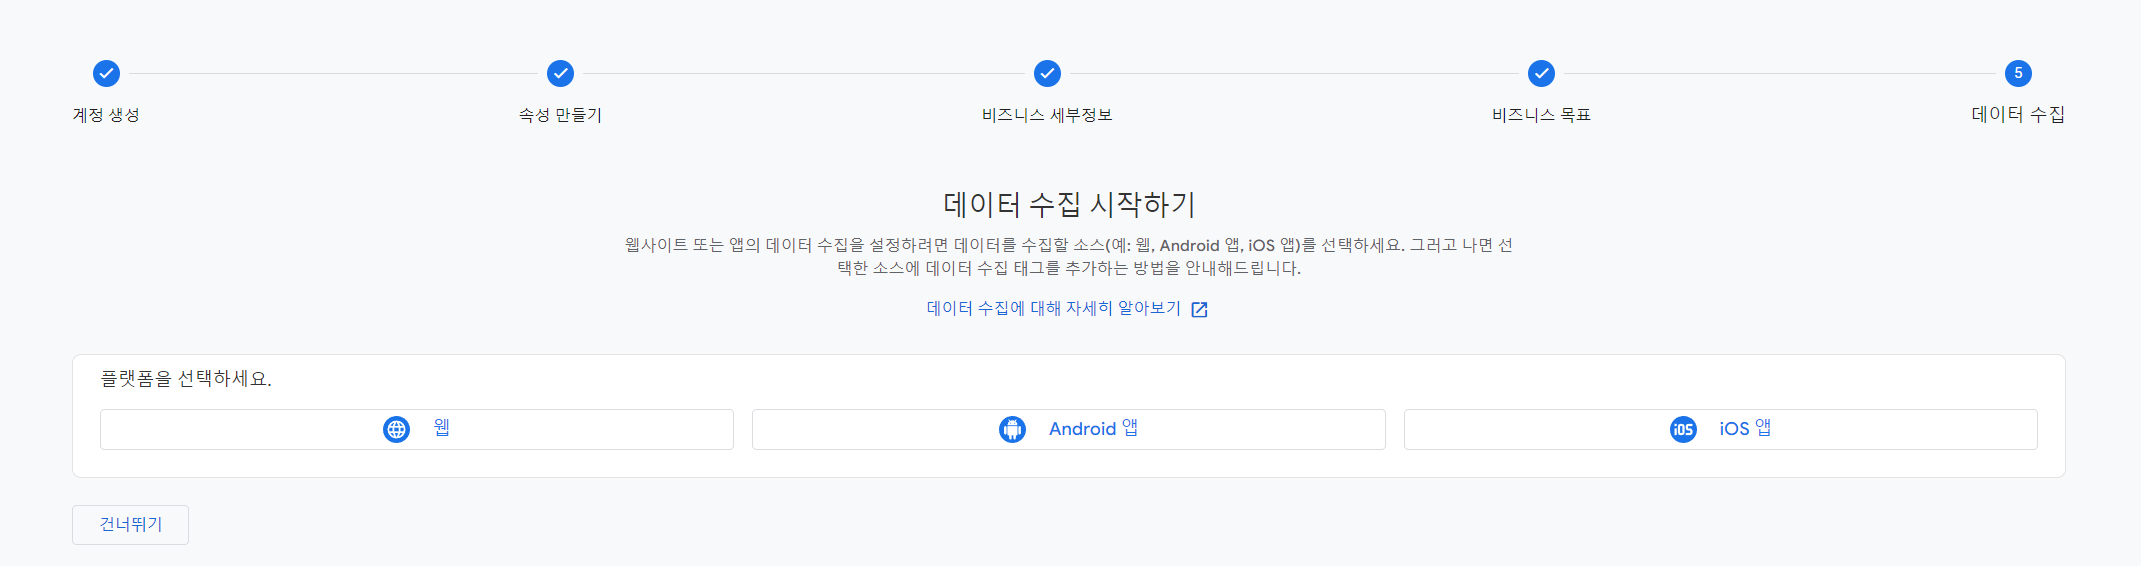 5
계정 생성
속성 만들기
비즈니스 세부정보
비즈니스 목표
데이터 수집
데이터 수집 시작하기
웹사이트 또는 앱의 데이터 수집을 설정하려면 데이터를 수집할 소스(예: 웹, Android 앱, iOS 앱)를 선택하세요. 그러고 나면 선
택한 소스에 데이터 수집 태그를 추가하는 방법을 안내해드립니다.
데이터 수집에 대해 자세히 알아보기
플랫폼을 선택하세요.
웹
Android 앱
iOS iOS 앱
건너뛰기